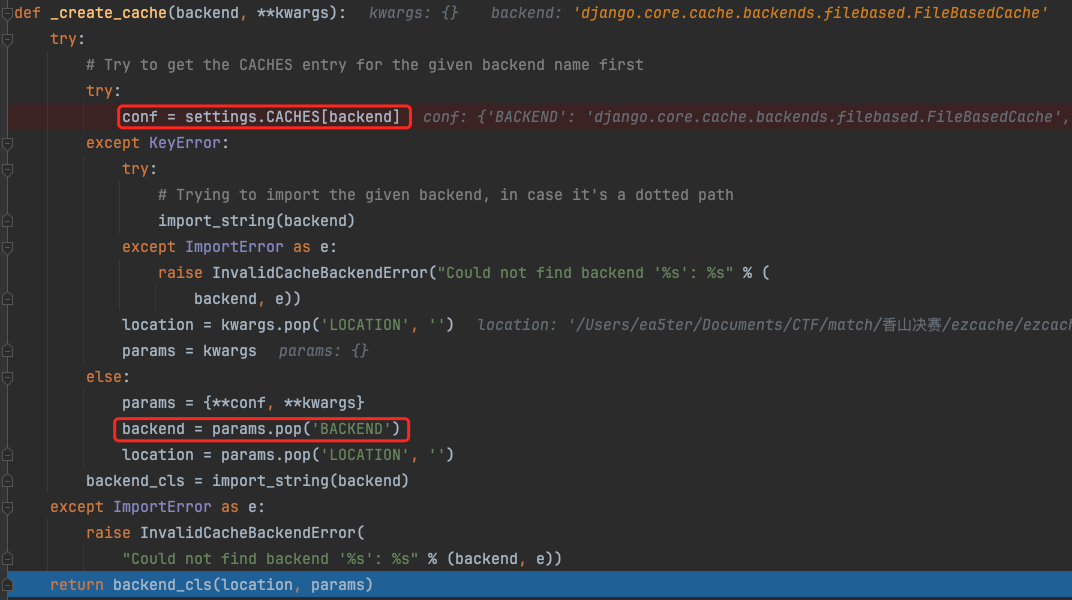 def _create_cache(backend, **kwargs):   kwargs: {}   backend: 'django.core.cache.backends.filebased.FileBasedCache'
    try:
        # Try to get the CACHES entry for the given backend name first
        try:
            conf = settings.CACHES[backend]   conf: {'BACKEND': 'django.core.cache.backends.filebased.FileBasedCache',
        except KeyError:
            try:
                # Trying to import the given backend, in case it's a dotted path
                import_string(backend)
            except ImportError as e:
                raise InvalidCacheBackendError("Could not find backend '%s': %s" % (
                    backend, e))
            location = kwargs.pop('LOCATION', '')   location: '/Users/ea5ter/Documents/CTF/match/香山决赛/ezcache/ezcach
            params = kwargs   params: {}
        else:
            params = {**conf, **kwargs}
            backend = params.pop('BACKEND')
            location = params.pop('LOCATION', '')
        backend_cls = import_string(backend)
    except ImportError as e:
        raise InvalidCacheBackendError(
            "Could not find backend '%s': %s" % (backend, e))
    return backend_cls(location, params)